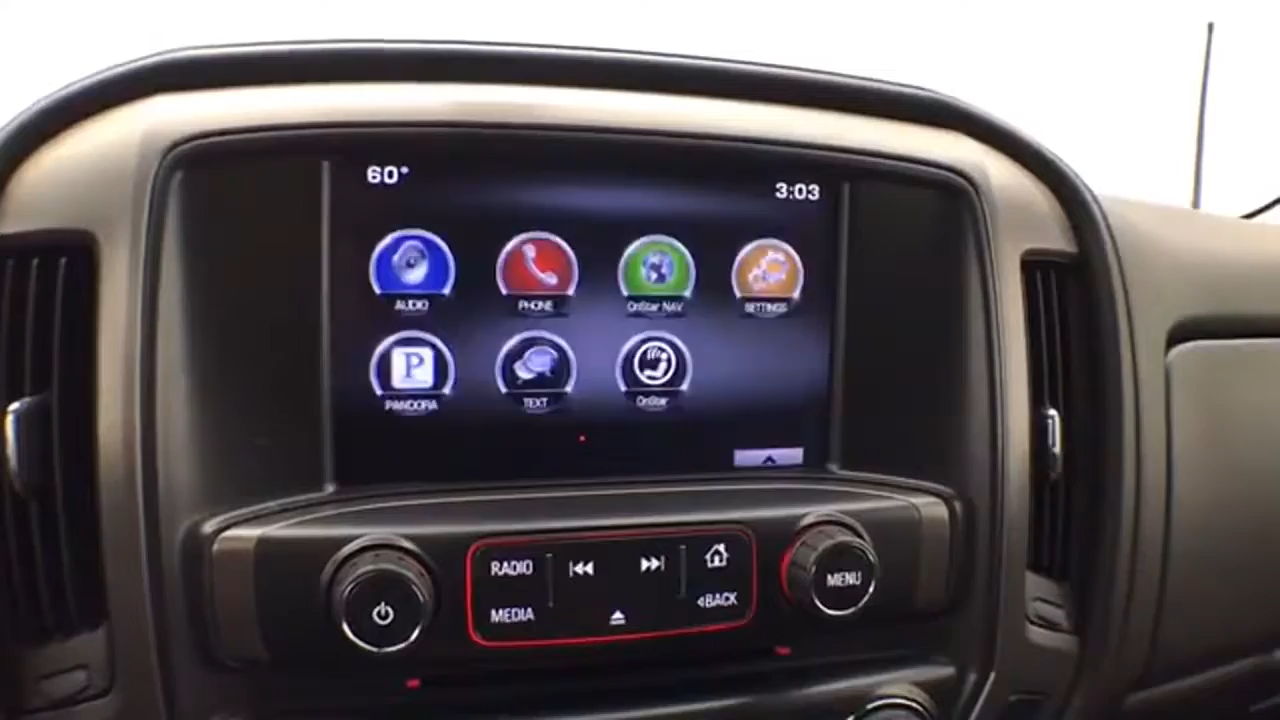 60°
3:03
AUDIO
PHONE
OnStar NAV
SETTINGS
P
PANDORA
TEXT
OnStar
RADIO
MEDIA
BACK
MENU